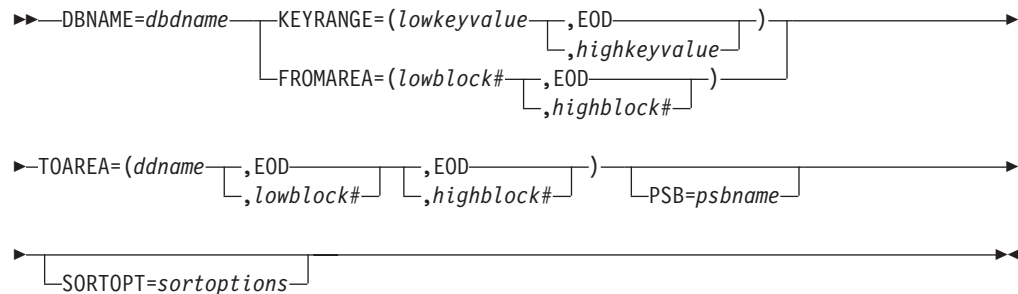 DBNAME=dbdname KEYRANGE=(lowkeyvalue ,EOD )
,highkeyvalue
FROMAREA=(lowblock# ,EOD )
,highblock#
TOAREA=(ddname ,EOD ,EOD )
,lowblock# ,highblock# PSB=psbname
SORTOPT=sortoptions